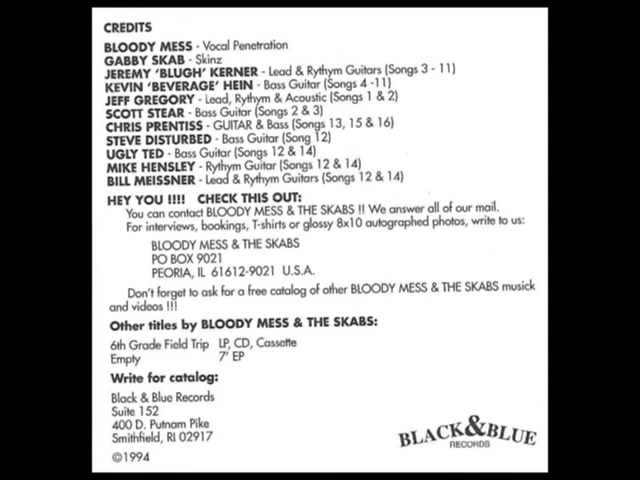 CREDITS
BLOODY MESS - Vocal Penetration
GABBY SKAB - Skinz
JEREMY 'BLUGH' KERNER - Lead & Rythym Guitars (Songs 3 - 11)
KEVIN 'BEVERAGE' HEIN - Bass Guitar (Songs 4 -11)
JEFF GREGORY - Lead, Rythym & Acoustic (Songs 1 & 2)
SCOTT STEAR - Bass Guitar (Songs 2 & 3)
CHRIS PRENTISS - GUITAR & Bass (Songs 13, 15 & 16)
STEVE DISTURBED - Bass Guitar (Song 12)
UGLY TED - Bass Guitar (Songs 12 & 14)
MIKE HENSLEY - Rythym Guitar (Songs 12 & 14)
BILL MEISSNER - Lead & Rythym Guitars (Songs 12 & 14)
HEY YOU !!!! CHECK THIS OUT:
You can contact BLOODY MESS & THE SKABS !! We answer all of our mail.
For interviews, bookings, T-shirts or glossy 8x10 autographed photos, write to us:
BLOODY MESS & THE SKABS
PO BOX 9021
PEORIA, IL 61612-9021 U.S.A.
Don't forget to ask for a free catalog of other BLOODY MESS & THE SKABS musick
and videos !!!
Other titles by BLOODY MESS & THE SKABS:
6th Grade Field Trip LP, CD, Cassette
Empty 7' EP
Write for catalog:
Black & Blue Records
Suite 152
400 D. Putnam Pike
Smithfield, RI 02917
©1994
BLACK & BLUE
RECORDS